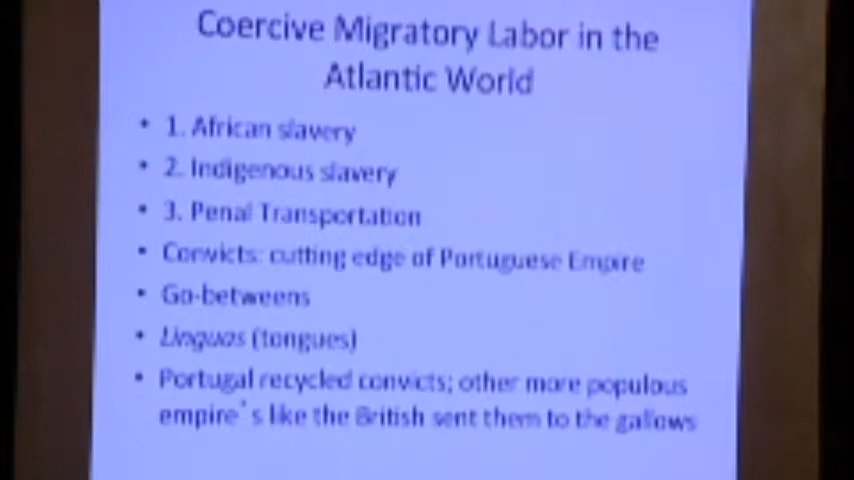 Coercive Migratory Labor in the
Atlantic World
• 1. African slavery
• 2. Indigenous slavery
• 3. Penal Transportation
• Convicts: cutting edge of Portuguese Empire
• Go-betweens
• Linguas (tongues)
• Portugal recycled convicts; other more populous
empire´s like the British sent them to the gallows